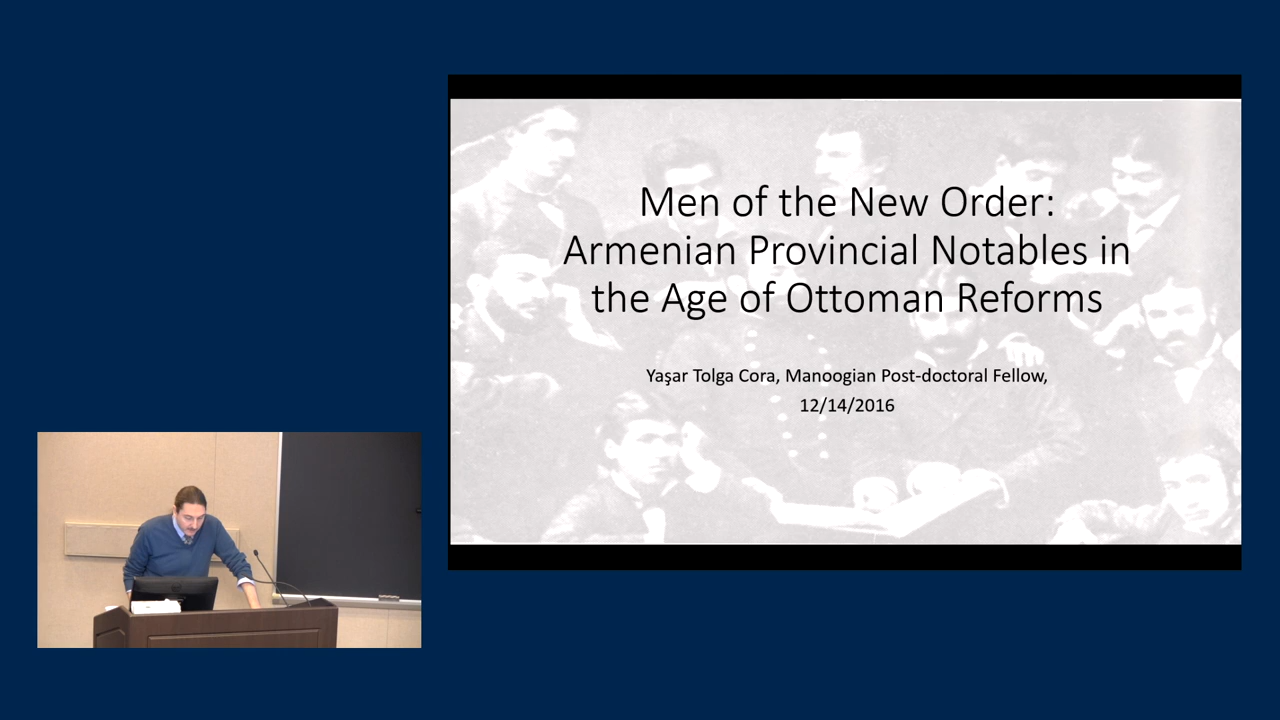 Men of the New Order:
Armenian Provincial Notables in
the Age of Ottoman Reforms
Yaşar Tolga Cora, Manoogian Post-doctoral Fellow,
12/14/2016